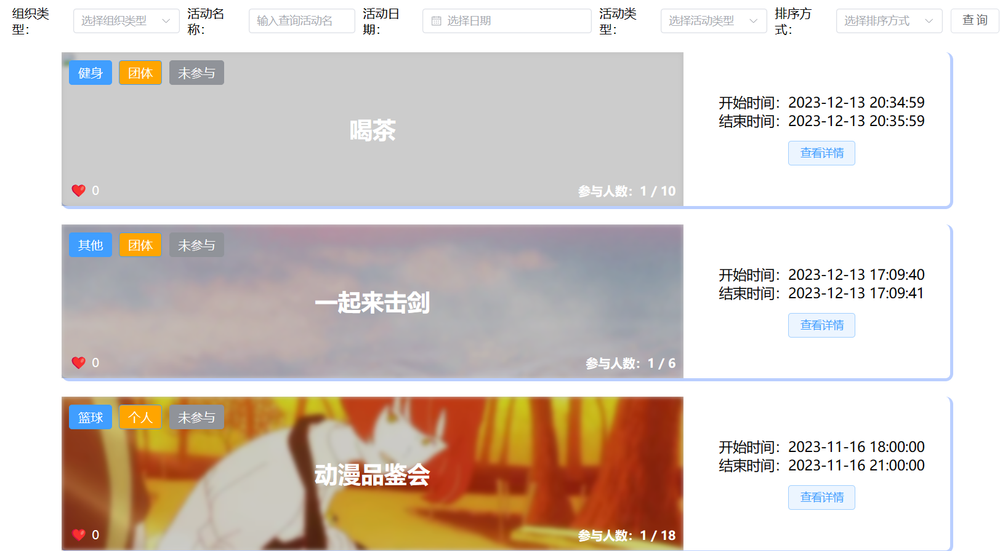 组织类型：
选择组织类型
活动名称：
输入查询活动名
活动日期：
选择日期
活动类型：
选择活动类型
排序方式：
选择排序方式
查 询
健身
团体
未参与
喝茶
0
参与人数：1 / 10
开始时间：2023-12-13 20:34:59
结束时间：2023-12-13 20:35:59
查看详情
其他
团体
未参与
一起来击剑
0
参与人数：1 / 6
开始时间：2023-12-13 17:09:40
结束时间：2023-12-13 17:09:41
查看详情
篮球
个人
未参与
动漫品鉴会
0
参与人数：1 / 18
开始时间：2023-11-16 18:00:00
结束时间：2023-11-16 21:00:00
查看详情